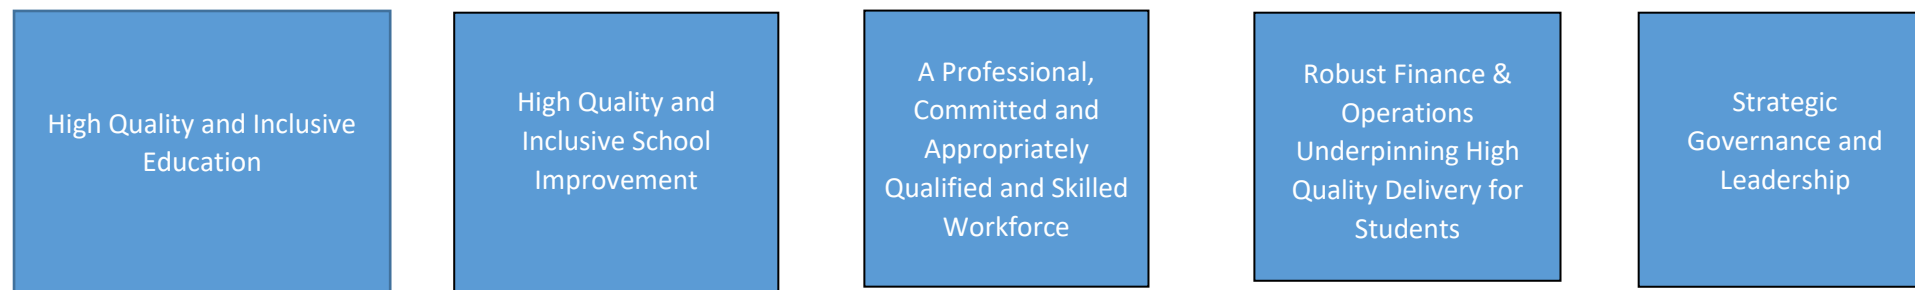 High Quality and Inclusive
Education
High Quality and
Inclusive School
Improvement
A Professional,
Committed and
Appropriately
Qualified and Skilled
Workforce
Robust Finance &
Operations
Underpinning High
Quality Delivery for
Students
Strategic
Governance and
Leadership